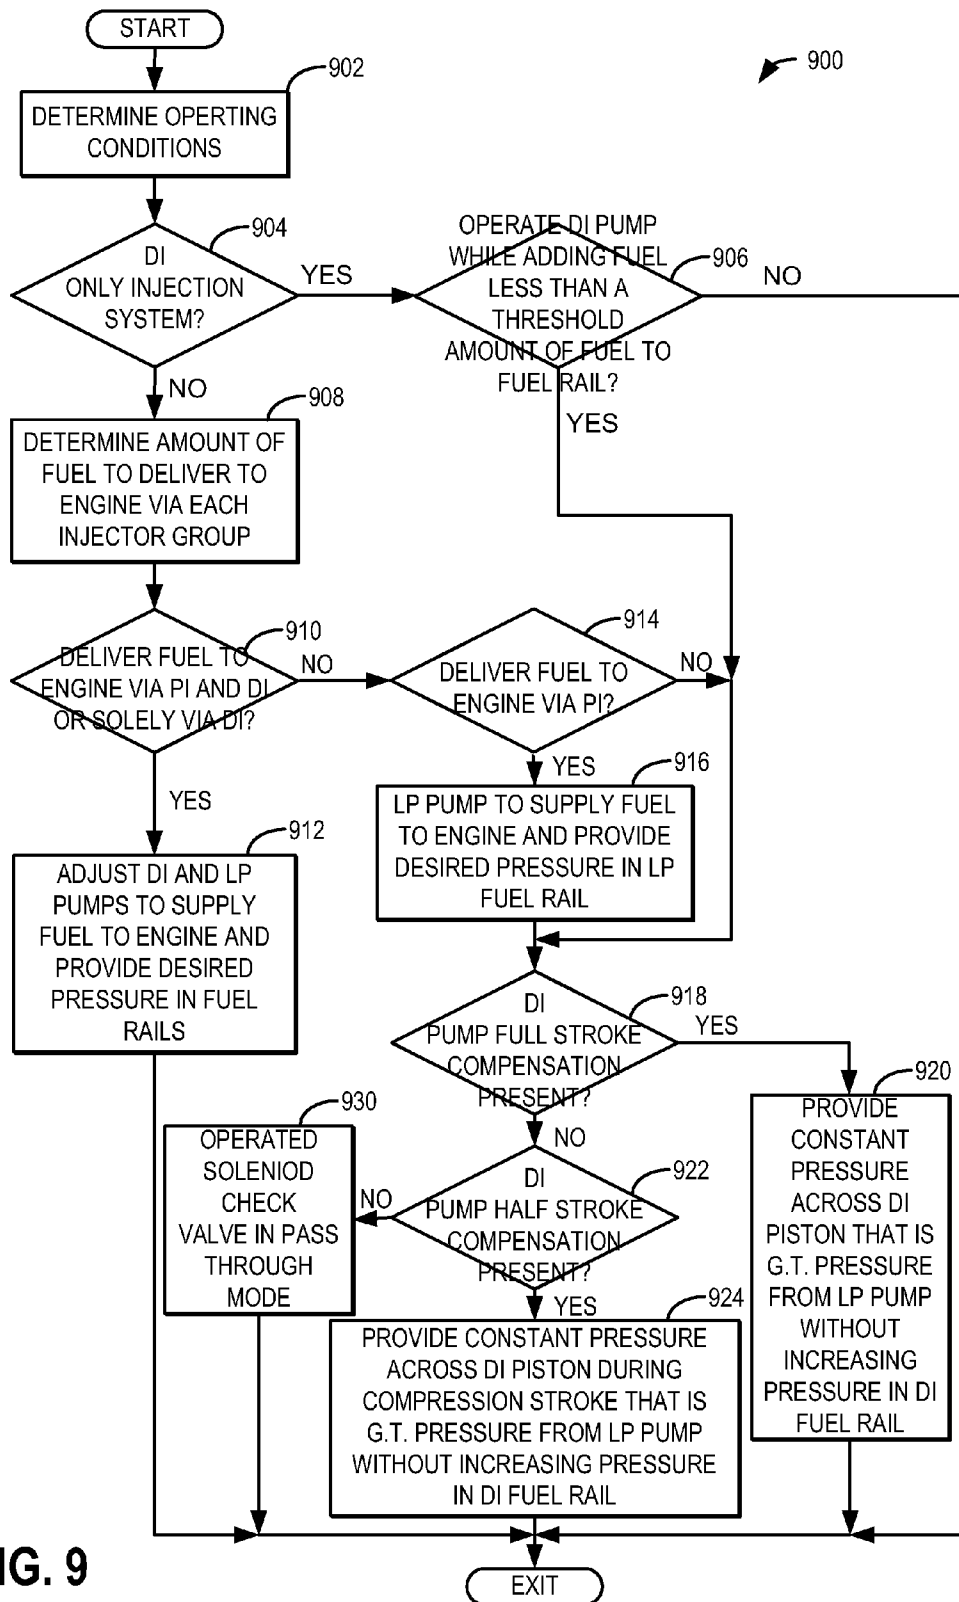 START
900
902
DETERMINE OPERTING
CONDITIONS
904
DI
ONLY INJECTION
SYSTEM?
YES
NO
OPERATE DI PUMP
WHILE ADDING FUEL
LESS THAN A
THRESHOLD
AMOUNT OF FUEL TO
FUEL RAIL?
906
NO
YES
908
DETERMINE AMOUNT OF
FUEL TO DELIVER TO
ENGINE VIA EACH
INJECTOR GROUP
910
DELIVER FUEL TO
ENGINE VIA PI AND DI
OR SOLELY VIA DI?
NO
YES
914
DELIVER FUEL TO
ENGINE VIA PI?
NO
YES
912
ADJUST DI AND LP
PUMPS TO SUPPLY
FUEL TO ENGINE AND
PROVIDE DESIRED
PRESSURE IN FUEL
RAILS
916
LP PUMP TO SUPPLY FUEL
TO ENGINE AND PROVIDE
DESIRED PRESSURE IN LP
FUEL RAIL
918
DI
PUMP FULL STROKE
COMPENSATION
PRESENT?
YES
NO
920
PROVIDE
CONSTANT
PRESSURE
ACROSS DI
PISTON THAT IS
G.T. PRESSURE
FROM LP PUMP
WITHOUT
INCREASING
PRESSURE IN DI
FUEL RAIL
922
DI
PUMP HALF STROKE
COMPENSATION
PRESENT?
NO
YES
930
OPERATED
SOLENIOD
CHECK
VALVE IN PASS
THROUGH
MODE
924
PROVIDE CONSTANT PRESSURE
ACROSS DI PISTON DURING
COMPRESSION STROKE THAT IS
G.T. PRESSURE FROM LP PUMP
WITHOUT INCREASING PRESSURE
IN DI FUEL RAIL
EXIT
IG. 9